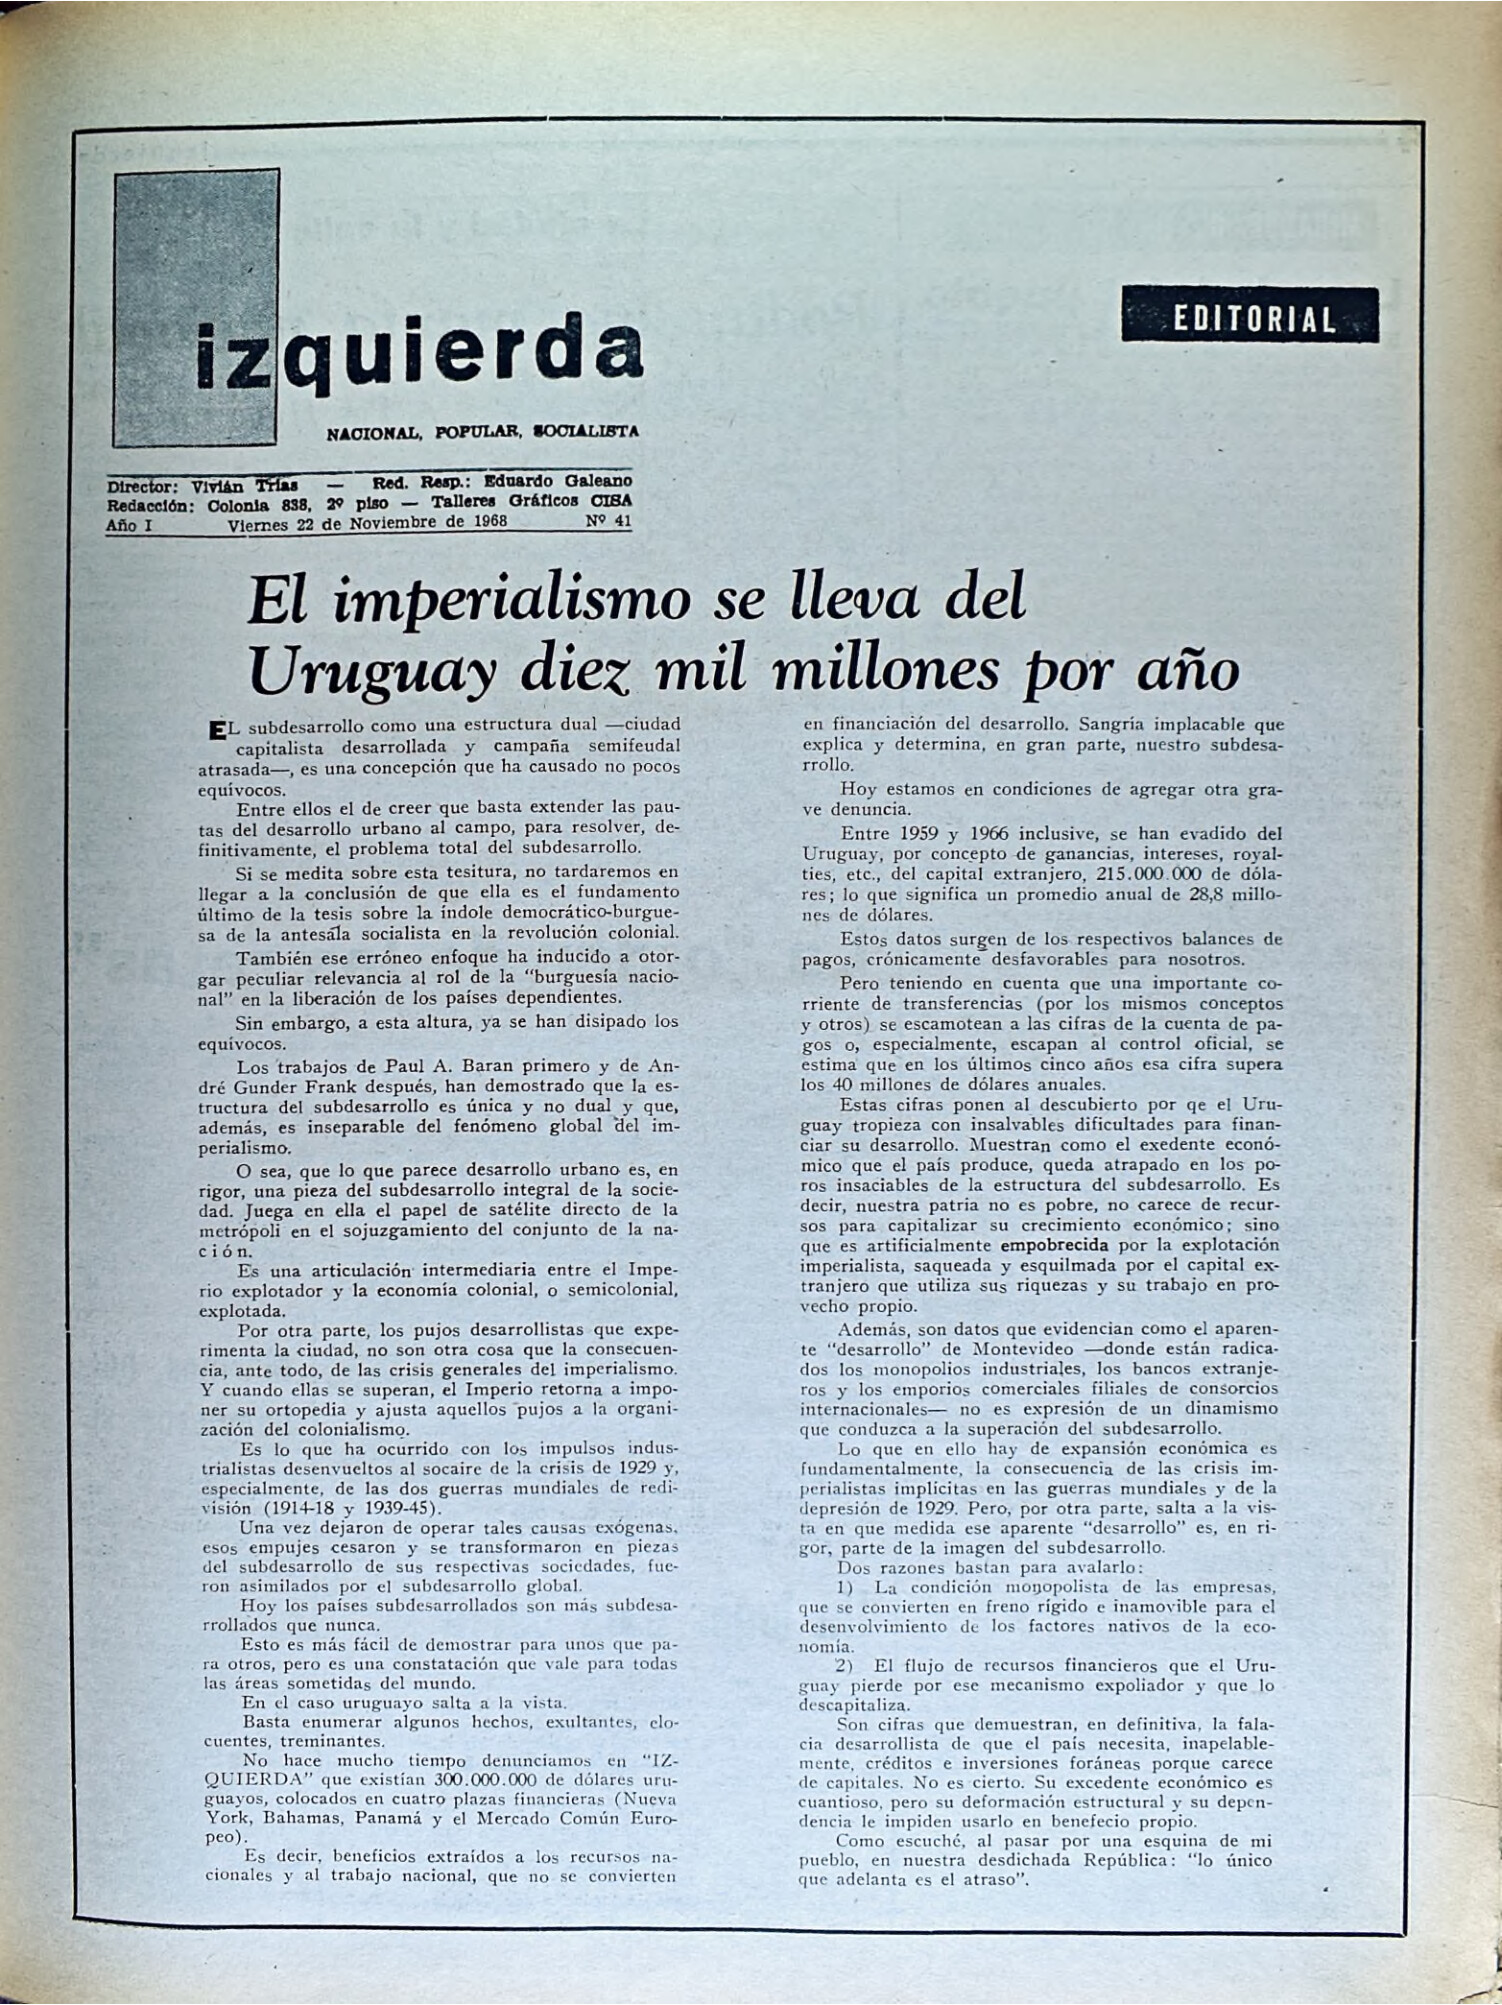 izquierda
NACIONAL, POPULAR, SOCIALISTA
EDITORIAL
Director: Vivián Trías — Red. Resp.: Eduardo Galeano
Redacción: Colonia 838, 2º piso — Talleres Gráficos CISA
Año I Viernes 22 de Noviembre de 1968 Nº 41
El imperialismo se lleva del
Uruguay diez mil millones por año
EL subdesarrollo como una estructura dual —ciudad
capitalista desarrollada y campaña semifeudal
atrasada—, es una concepción que ha causado no pocos
equívocos.
Entre ellos el de creer que basta extender las pau-
tas del desarrollo urbano al campo, para resolver, de-
finitivamente, el problema total del subdesarrollo.
Si se medita sobre esta tesitura, no tardaremos en
llegar a la conclusión de que ella es el fundamento
último de la tesis sobre la índole democrático-burgue-
sa de la antesala socialista en la revolución colonial.
También ese erróneo enfoque ha inducido a otor-
gar peculiar relevancia al rol de la "burguesía nacio-
nal" en la liberación de los países dependientes.
Sin embargo, a esta altura, ya se han disipado los
equívocos.
Los trabajos de Paul A. Baran primero y de An-
dré Gunder Frank después, han demostrado que la es-
tructura del subdesarrollo es única y no dual y que,
además, es inseparable del fenómeno global del im-
perialismo.
O sea, que lo que parece desarrollo urbano es, en
rigor, una pieza del subdesarrollo integral de la socie-
dad. Juega en ella el papel de satélite directo de la
metrópoli en el sojuzgamiento del conjunto de la na-
ción.
Es una articulación intermediaria entre el Impe-
rio explotador y la economía colonial, o semicolonial,
explotada.
Por otra parte, los pujos desarrollistas que expe-
rimenta la ciudad, no son otra cosa que la consecuen-
cia, ante todo, de las crisis generales del imperialismo.
Y cuando ellas se superan, el Imperio retorna a impo-
ner su ortopedia y ajusta aquellos pujos a la organi-
zación del colonialismo.
Es lo que ha ocurrido con los impulsos indus-
trialistas desenvueltos al socaire de la crisis de 1929 y,
especialmente, de las dos guerras mundiales de redi-
visión (1914-18 y 1939-45).
Una vez dejaron de operar tales causas exógenas,
esos empujes cesaron y se transformaron en piezas
del subdesarrollo de sus respectivas sociedades, fue-
ron asimilados por el subdesarrollo global.
Hoy los países subdesarrollados son más subdesa-
rrollados que nunca.
Esto es más fácil de demostrar para unos que pa-
ra otros, pero es una constatación que vale para todas
las áreas sometidas del mundo.
En el caso uruguayo salta a la vista.
Basta enumerar algunos hechos, exultantes, elo-
cuentes, treminantes.
No hace mucho tiempo denunciamos en "IZ-
QUIERDA" que existían 300.000.000 de dólares uru-
guayos, colocados en cuatro plazas financieras (Nueva
York, Bahamas, Panamá y el Mercado Común Euro-
peo).
Es decir, beneficios extraídos a los recursos na-
cionales y al trabajo nacional, que no se convierten
en financiación del desarrollo. Sangría implacable que
explica y determina, en gran parte, nuestro subdesa-
rrollo.
Hoy estamos en condiciones de agregar otra gra-
ve denuncia.
Entre 1959 y 1966 inclusive, se han evadido del
Uruguay, por concepto de ganancias, intereses, royal-
ties, etc., del capital extranjero, 215.000.000 de dóla-
res; lo que significa un promedio anual de 28,8 millo-
nes de dólares.
Estos datos surgen de los respectivos balances de
pagos, crónicamente desfavorables para nosotros.
Pero teniendo en cuenta que una importante co-
rriente de transferencias (por los mismos conceptos
y otros) se escamotean a las cifras de la cuenta de pa-
gos o, especialmente, escapan al control oficial, se
estima que en los últimos cinco años esa cifra supera
los 40 millones de dólares anuales.
Estas cifras ponen al descubierto por qe el Uru-
guay tropieza con insalvables dificultades para finan-
ciar su desarrollo. Muestran como el exedente econó-
mico que el país produce, queda atrapado en los po-
ros insaciables de la estructura del subdesarrollo. Es
decir, nuestra patria no es pobre, no carece de recur-
sos para capitalizar su crecimiento económico; sino
que es artificialmente empobrecida por la explotación
imperialista, saqueada y esquilmada por el capital ex-
tranjero que utiliza sus riquezas y su trabajo en pro-
vecho propio.
Además, son datos que evidencian como el aparen-
te "desarrollo" de Montevideo —donde están radica-
dos los monopolios industriales, los bancos extranje-
ros y los emporios comerciales filiales de consorcios
internacionales— no es expresión de un dinamismo
que conduzca a la superación del subdesarrollo.
Lo que en ello hay de expansión económica es
fundamentalmente, la consecuencia de las crisis im-
perialistas implícitas en las guerras mundiales y de la
depresión de 1929. Pero, por otra parte, salta a la vis-
ta en que medida ese aparente "desarrollo" es, en ri-
gor, parte de la imagen del subdesarrollo.
Dos razones bastan para avalarlo:
1) La condición monopolista de las empresas,
que se convierten en freno rígido e inamovible para el
desenvolvimiento de los factores nativos de la eco-
nomía.
2) El flujo de recursos financieros que el Uru-
guay pierde por ese mecanismo expoliador y que lo
descapitaliza.
Son cifras que demuestran, en definitiva, la fala-
cia desarrollista de que el país necesita, inapelable-
mente, créditos e inversiones foráneas porque carece
de capitales. No es cierto. Su excedente económico es
cuantioso, pero su deformación estructural y su depen-
dencia le impiden usarlo en benefecio propio.
Como escuché, al pasar por una esquina de mi
pueblo, en nuestra desdichada República: "lo único
que adelanta es el atraso".